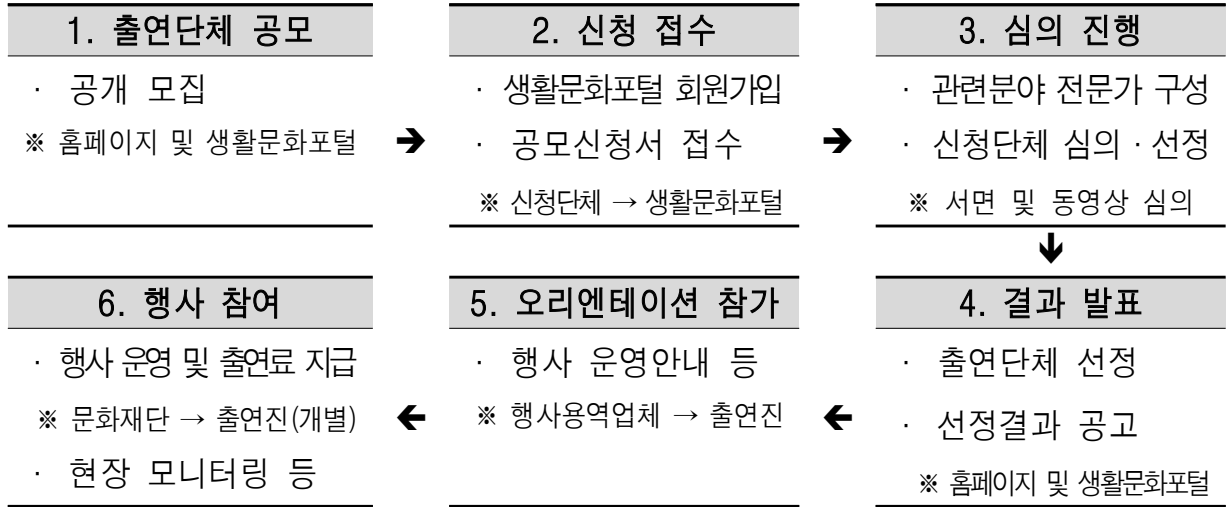 1. 출연단체 공모
· 공개 모집
※ 홈페이지 및 생활문화포털
➔
2. 신청 접수
· 생활문화포털 회원가입
· 공모신청서 접수
※ 신청단체 → 생활문화포털
➔
3. 심의 진행
· 관련분야 전문가 구성
· 신청단체 심의·선정
※ 서면 및 동영상 심의
🡻
4. 결과 발표
· 출연단체 선정
· 선정결과 공고
※ 홈페이지 및 생활문화포털
🡸
5. 오리엔테이션 참가
· 행사 운영안내 등
※ 행사용역업체 → 출연진
🡸
6. 행사 참여
· 행사 운영 및 출연료 지급
※ 문화재단 → 출연진(개별)
· 현장 모니터링 등